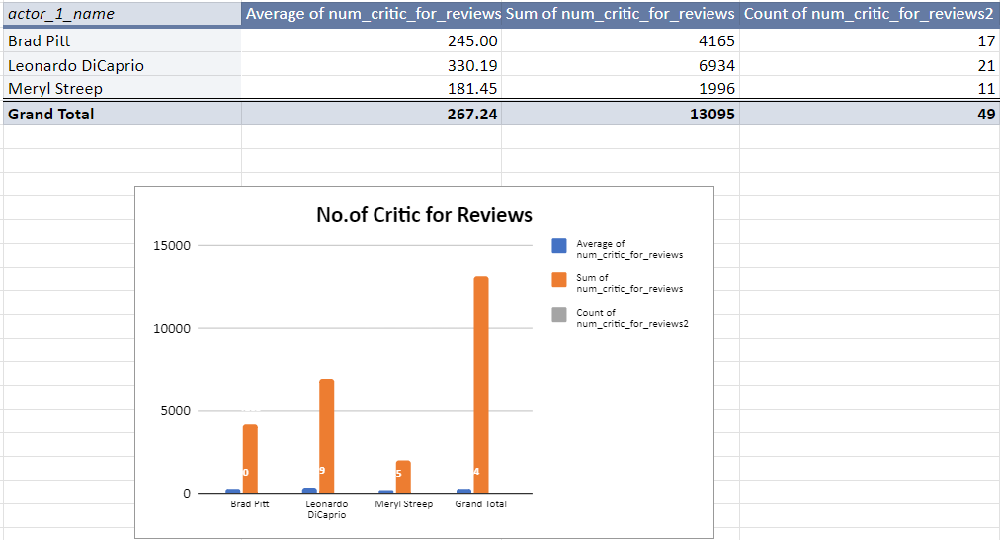 actor_1_name Average of num_critic_for_reviews Sum of num_critic_for_reviews Count of num_critic_for_reviews2
Brad Pitt 245.00 4165 17
Leonardo DiCaprio 330.19 6934 21
Meryl Streep 181.45 1996 11
Grand Total 267.24 13095 49
No.of Critic for Reviews
15000
10000
5000
0
0 9 5 4
Brad Pitt Leonardo Meryl Streep Grand Total
DiCaprio
Average of
num_critic_for_reviews
Sum of
num_critic_for_reviews
Count of
num_critic_for_reviews2